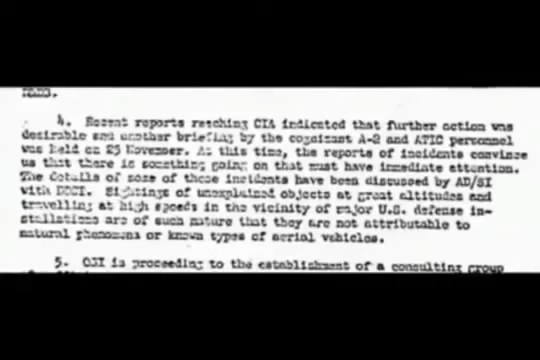 4. Recent reports reaching CIA indicated that further action was
desirable and another briefing by the cognizant A-2 and ATIC personnel
was held on 25 November. At this time, the reports of incidents convince
us that there is something going on that must have immediate attention.
The details of some of these incidents have been discussed by AD/SI
with DDCI. Sightings of unexplained objects at great altitudes and
travelling at high speeds in the vicinity of major U.S. defense in-
stallations are of such nature that they are not attributable to
natural phenomena or known types of aerial vehicles.
5. OSI is proceeding to the establishment of a consulting group